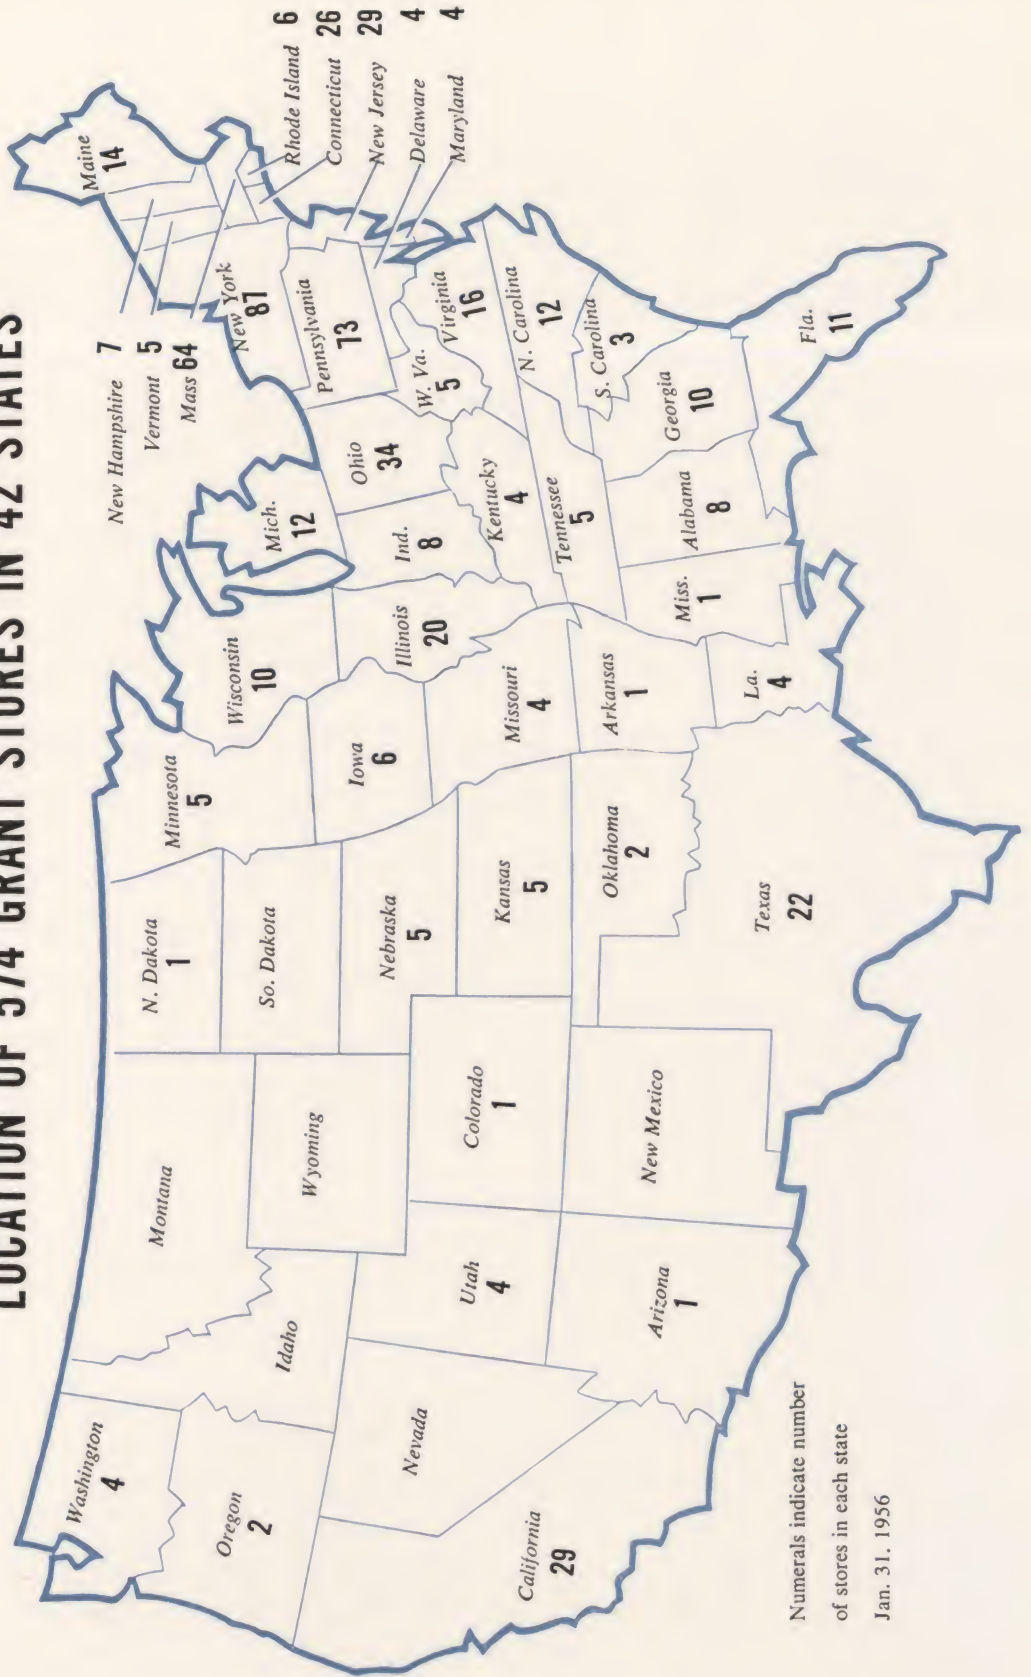 LOCATION OF 574 GRANT STORES IN 42 STATES
Washington
4
Oregon
2
California
29
Nevada
Idaho
Montana
Wyoming
Utah
4
Arizona
1
Colorado
1
New Mexico
N. Dakota
1
So. Dakota
Nebraska
5
Kansas
5
Oklahoma
2
Texas
22
Minnesota
5
Iowa
6
Missouri
4
Arkansas
1
La.
4
Wisconsin
10
Illinois
20
Mich.
12
Ind.
8
Ohio
34
Kentucky
4
Tennessee
5
Miss.
1
Alabama
8
Georgia
10
Fla.
11
S. Carolina
3
N. Carolina
12
Virginia
16
W. Va.
5
Pennsylvania
73
New York
87
Maine
14
New Hampshire 7
Vermont 5
Mass 64
Rhode Island 6
Connecticut 26
New Jersey 29
Delaware 4
Maryland 4
Numerals indicate number
of stores in each state
Jan. 31. 1956